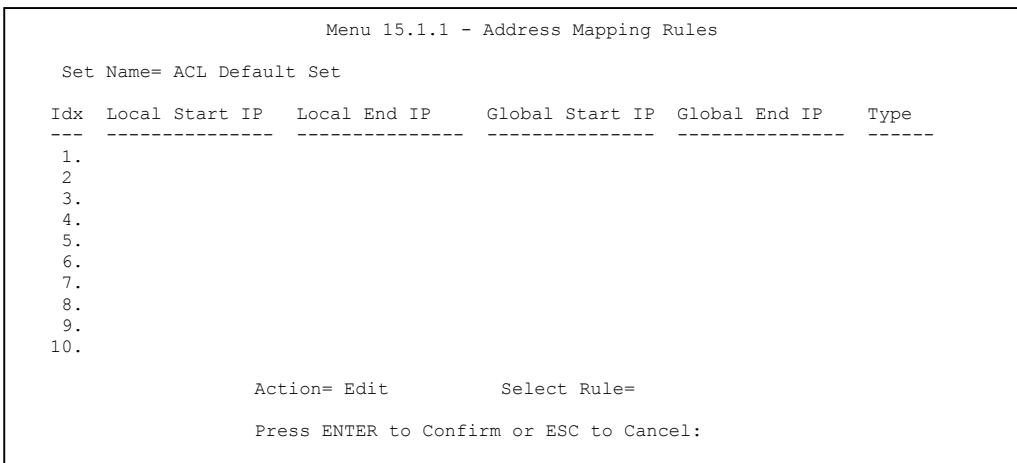 Menu 15.1.1 - Address Mapping Rules
Set Name= ACL Default Set
Idx  Local Start IP   Local End IP     Global Start IP  Global End IP    Type
---  ---------------  ---------------  ---------------  ---------------  ------
1.
2
3.
4.
5.
6.
7.
8.
9.
10.
Action= Edit          Select Rule=
Press ENTER to Confirm or ESC to Cancel: